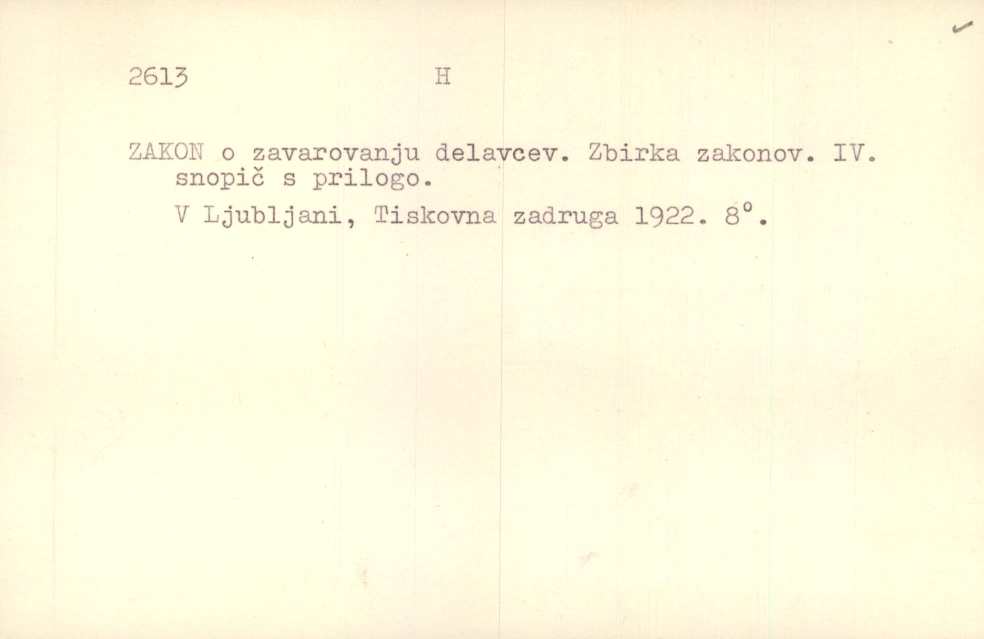 2613 H
ZAKON o zavarovanju delavcev. Zbirka zakonov. IV.
snopič s prilogo.
V Ljubljani, Tiskovna zadruga 1922. 8°.